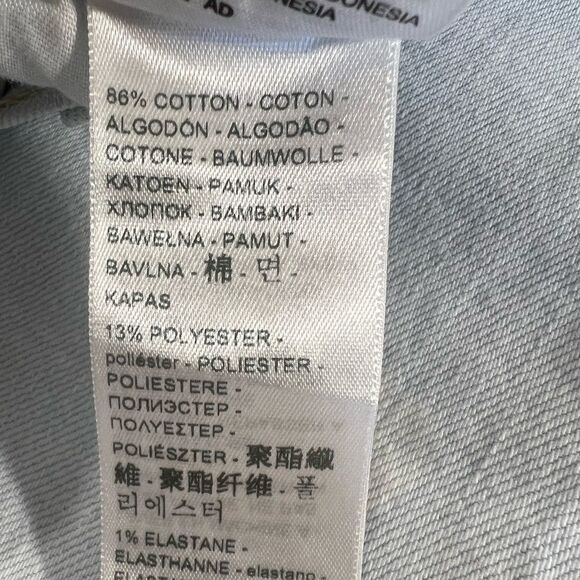 INDONESIA
AD
86% COTTON - COTON -
ALGODÓN - ALGODÃO -
COTONE - BAUMWOLLE -
KATOEN - PAMUK -
ХЛОПОК - BAMBAKI -
BAWEŁNA - PAMUT -
BAVLNA - 棉 - 면 -
KAPAS
13% POLYESTER -
poliéster - POLIESTER -
POLIESTERE -
ПОЛИЭСТЕР -
ΠΟΛΥΕΣΤΕΡ -
POLIÉSZTER - 聚酯纖
維 - 聚酯纤维 - 폴
리에스터
1% ELASTANE -
ELASTHANNE - elastano -